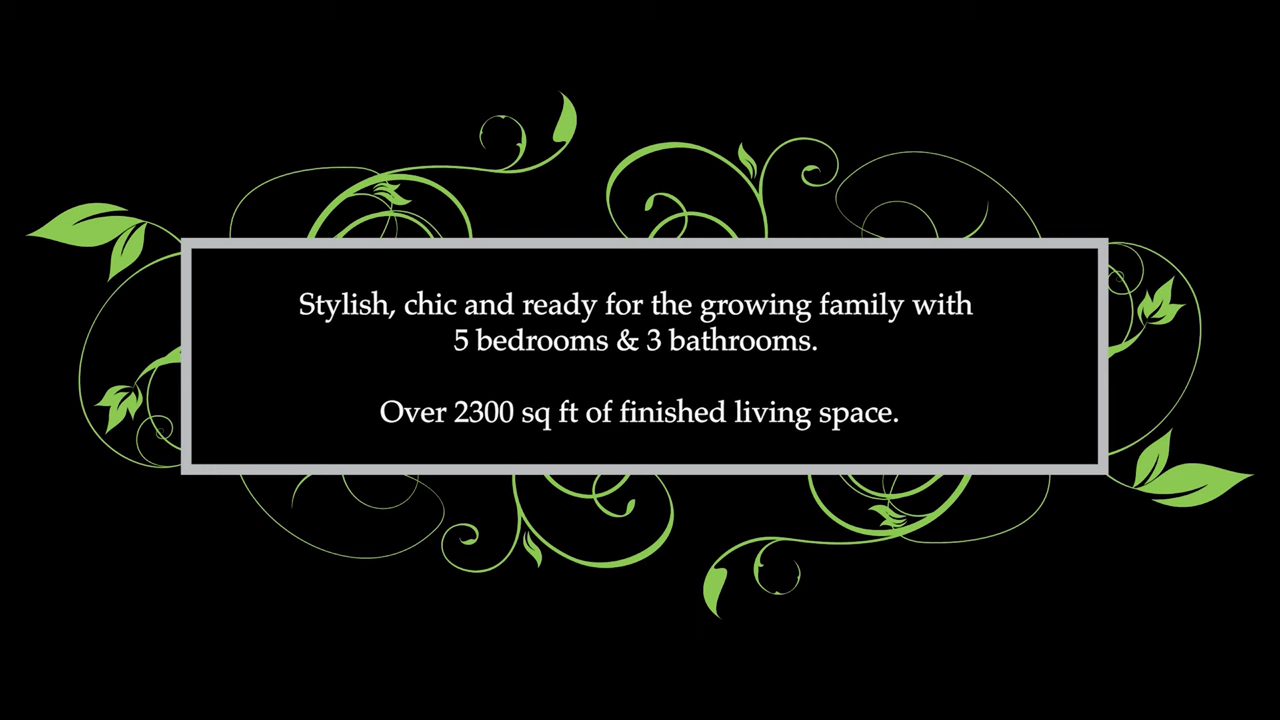 Stylish, chic and ready for the growing family with
5 bedrooms & 3 bathrooms.
Over 2300 sq ft of finished living space.